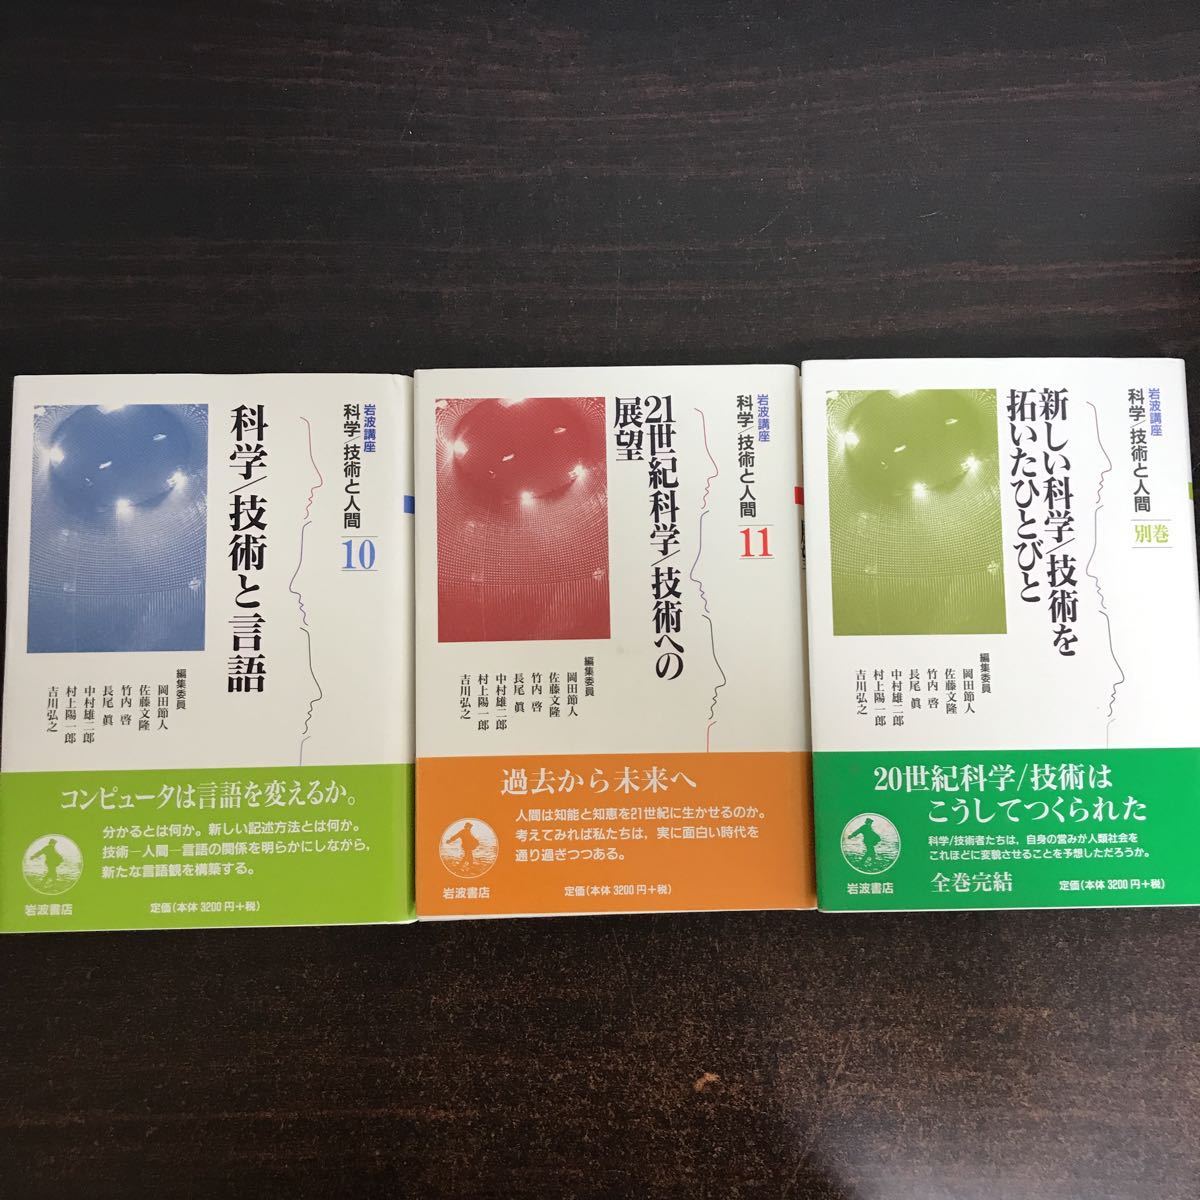 岩波講座
科学/技術と人間
10
科学/技術と言語
編集委員
岡田節人
佐藤文隆
竹内 啓
長尾 眞
中村雄二郎
村上陽一郎
吉川弘之
コンピュータは言語を変えるか。
分かるとは何か。新しい記述方法とは何か。
技術―人間―言語の関係を明らかにしながら、
新たな言語観を構築する。
岩波書店
定価(本体3200円+税)
岩波講座
科学/技術と人間
11
21世紀科学/技術への
展望
編集委員
岡田節人
佐藤文隆
竹内 啓
長尾 眞
中村雄二郎
村上陽一郎
吉川弘之
過去から未来へ
人間は知能と知恵を21世紀に生かせるのか。
考えてみれば私たちは、実に面白い時代を
通り過ぎつつある。
岩波書店
定価(本体3200円+税)
岩波講座
科学/技術と人間
別巻
新しい科学/技術を
拓いたひとびと
編集委員
岡田節人
佐藤文隆
竹内 啓
長尾 眞
中村雄二郎
村上陽一郎
吉川弘之
20世紀科学/技術は
こうしてつくられた
科学/技術者たちは、自身の営みが人類社会を
これほどに変貌させることを予想しただろうか。
岩波書店
全巻完結
定価(本体3200円+税)